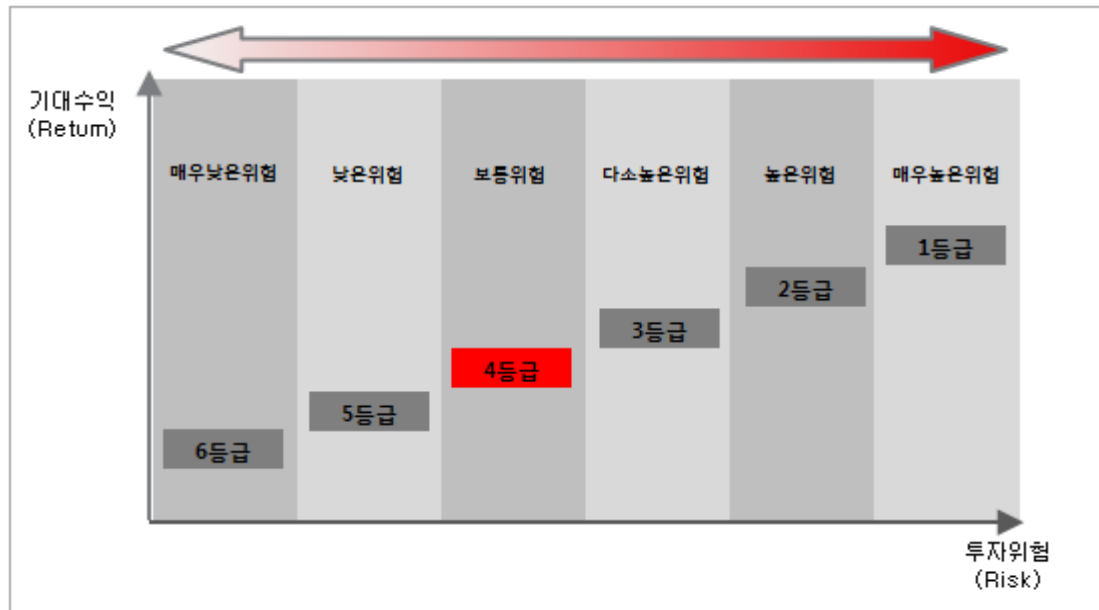 기대수익
(Retum)
매우낮은위험
낮은위험
보통위험
다소높은위험
높은위험
매우높은위험
1등급
2등급
3등급
4등급
5등급
6등급
투자위험
(Risk)